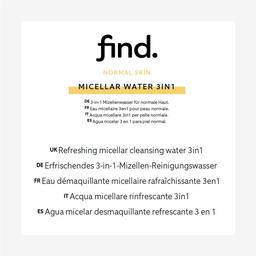 find.
NORMAL SKIN
MICELLAR WATER 3IN1
DE 3-in-1 Mizellenwasser für normale Haut.
FR Eau micellaire 3en1 pour peau normale.
IT Acqua micellare 3in1 per pelle normale.
ES Agua micelar 3 en 1 para piel normal.
UK Refreshing micellar cleansing water 3in1
DE Erfrischendes 3-in-1-Mizellen-Reinigungswasser
FR Eau démaquillante micellaire rafraîchissante 3en1
IT Acqua micellare rinfrescante 3in1
ES Agua micelar desmaquillante refrescante 3 en 1